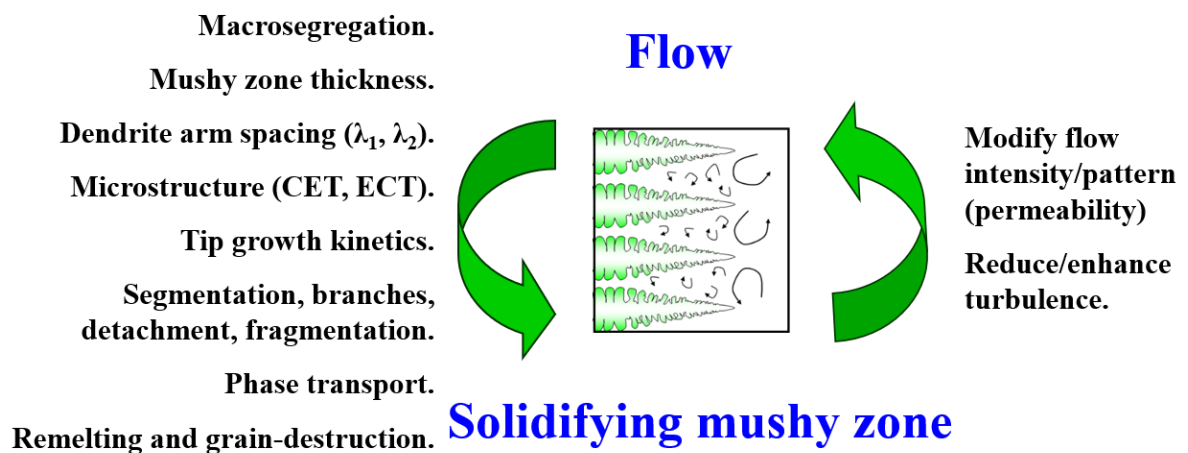 Macrosegregation.
Mushy zone thickness.
Dendrite arm spacing (λ₁, λ₂).
Microstructure (CET, ECT).
Tip growth kinetics.
Segmentation, branches,
detachment, fragmentation.
Phase transport.
Remelting and grain-destruction.
Flow
Solidifying mushy zone
Modify flow
intensity/pattern
(permeability)
Reduce/enhance
turbulence.